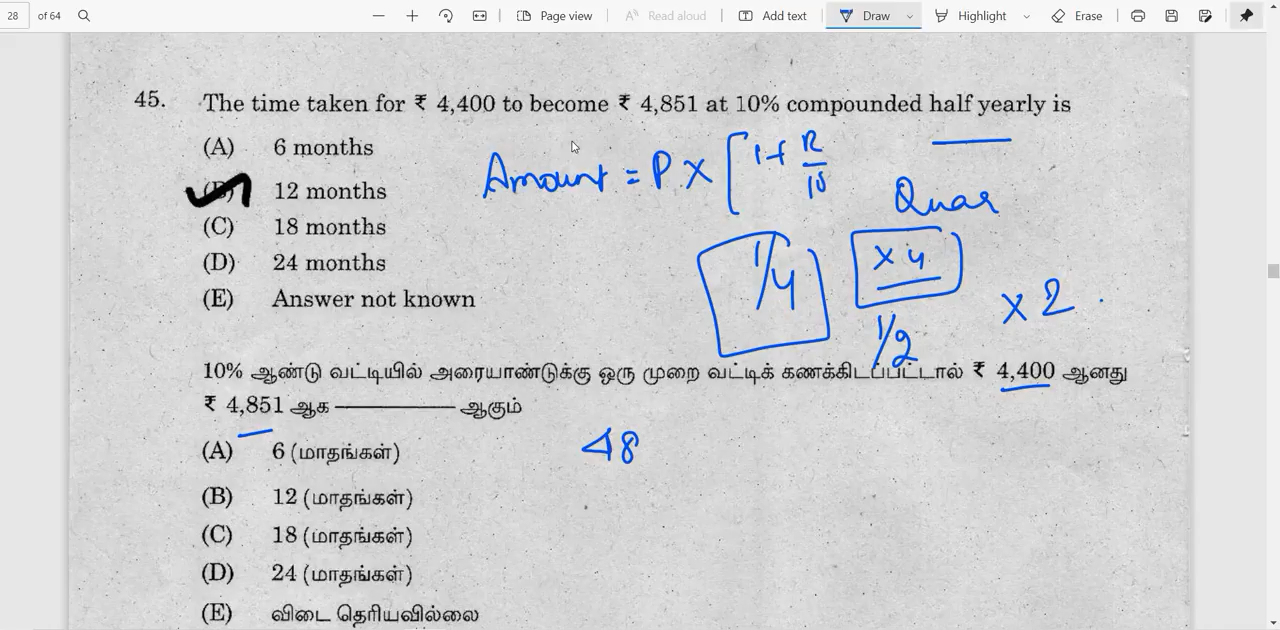 28 of 64 Page view Read aloud Add text Draw Highlight Erase
45. The time taken for ₹ 4,400 to become ₹ 4,851 at 10% compounded half yearly is
(A) 6 months
(B) 12 months
(C) 18 months
(D) 24 months
(E) Answer not known
Amount = P × [ 1 + R/10
Quar
1/4 × 4
1/2 × 2
10% ஆண்டு வட்டியில் அரையாண்டுக்கு ஒரு முறை வட்டிக் கணக்கிடப்பட்டால் ₹ 4,400 ஆனது
₹ 4,851 ஆக ———— ஆகும்
48
(A) 6 (மாதங்கள்)
(B) 12 (மாதங்கள்)
(C) 18 (மாதங்கள்)
(D) 24 (மாதங்கள்)
(E) விடை தெரியவில்லை